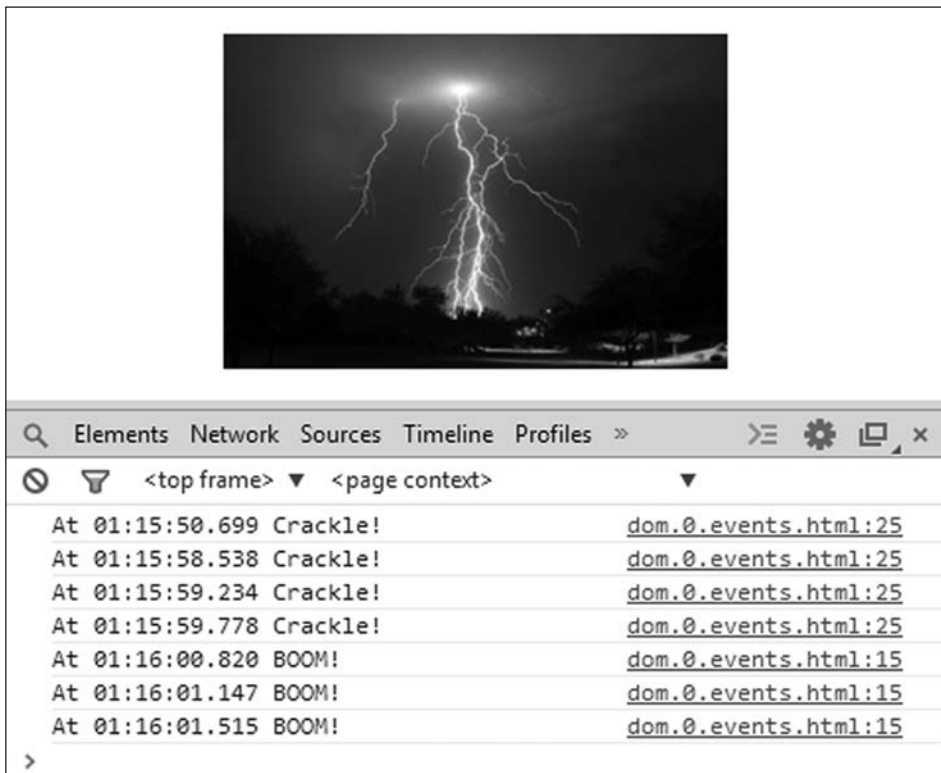 Elements Network Sources Timeline Profiles »
<top frame> ▼ <page context> ▼
At 01:15:50.699 Crackle! dom.0.events.html:25
At 01:15:58.538 Crackle! dom.0.events.html:25
At 01:15:59.234 Crackle! dom.0.events.html:25
At 01:15:59.778 Crackle! dom.0.events.html:25
At 01:16:00.820 BOOM! dom.0.events.html:15
At 01:16:01.147 BOOM! dom.0.events.html:15
At 01:16:01.515 BOOM! dom.0.events.html:15
>